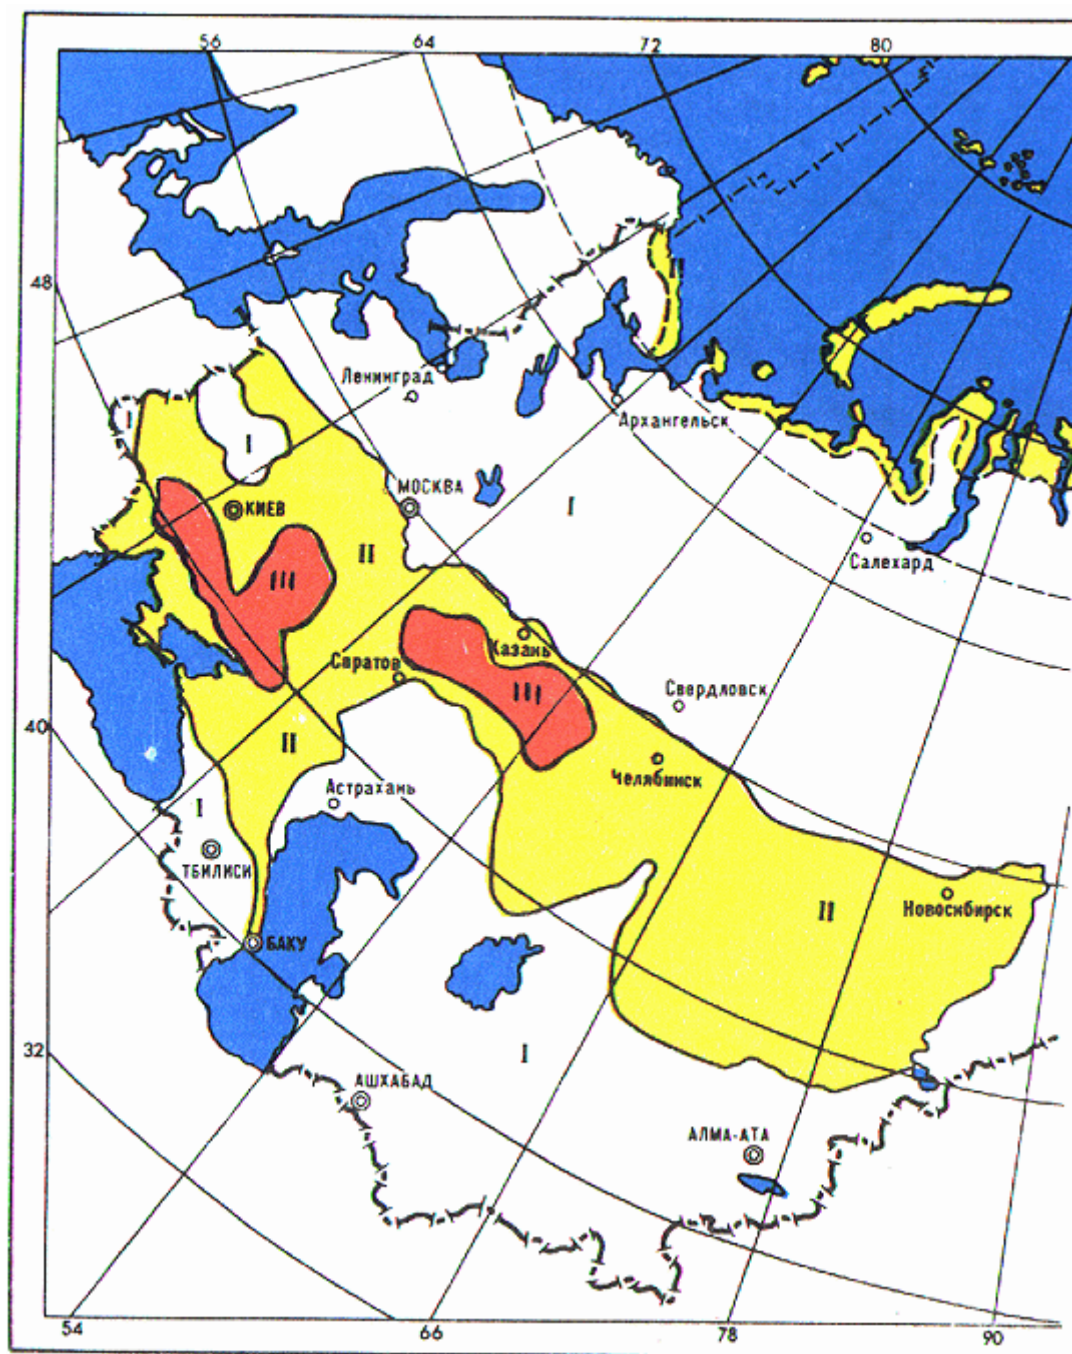 56
64
72
80
48
II
Ленинград
I
I
Архангельск
МОСКВА
КИЕВ
I
II
Салехард
III
Казань
Саратов
III
Свердловск
II
40
Челябинск
Астрахань
I
ТБИЛИСИ
II
Новосибирск
БАКУ
32
I
АШХАБАД
АЛМА-АТА
54
66
78
90